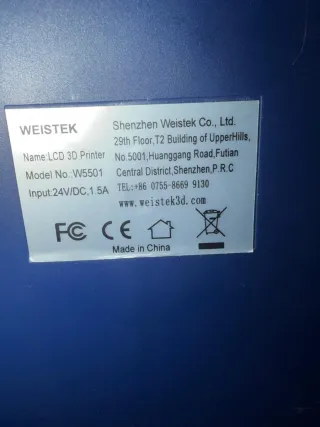 WEISTEK
Name:LCD 3D Printer
Model No.:W5501
Input:24V/DC,1.5A
Shenzhen Weistek Co., Ltd.
29th Floor,T2 Building of UpperHills,
No.5001,Huanggang Road,Futian
Central District,Shenzhen,P.R.C
TEL:+86 0755-8669 9130
www.weistek3d.com
FC CE
Made in China